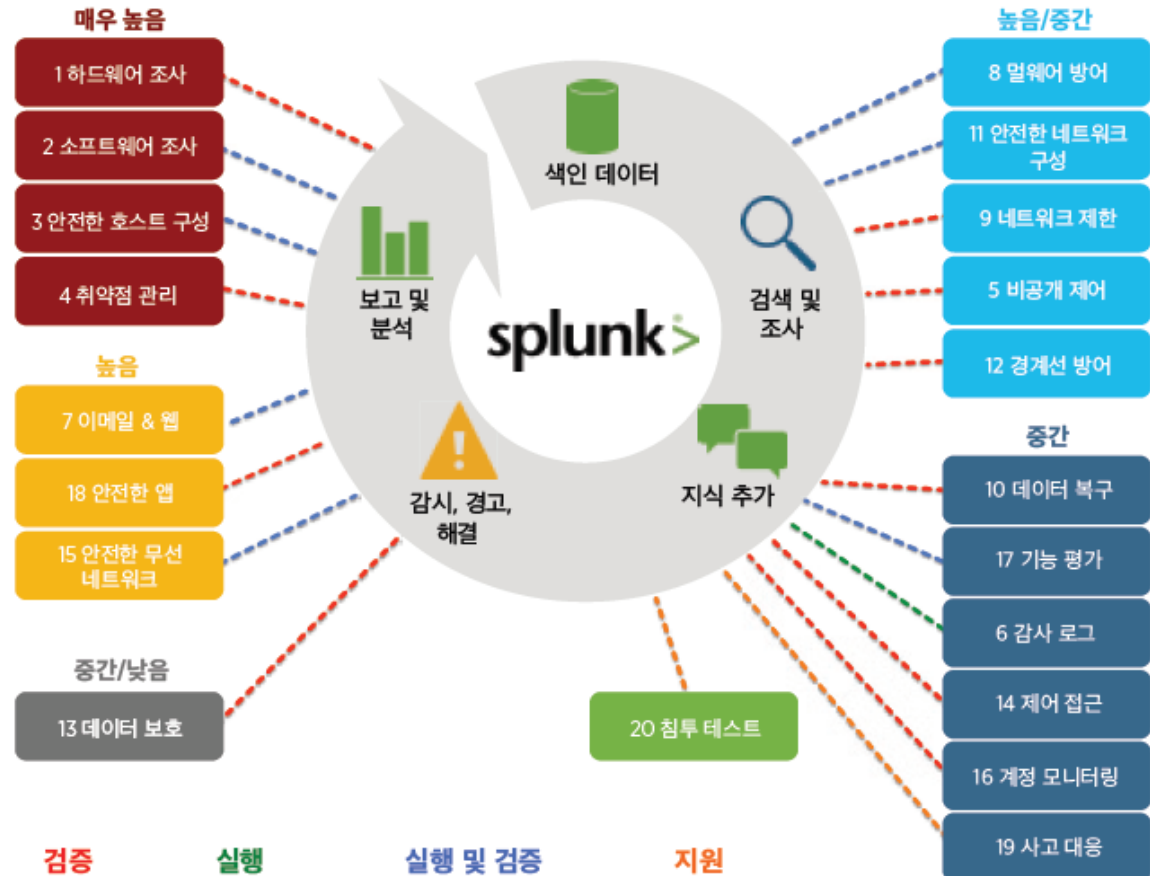 매우 높음
1 하드웨어 조사
2 소프트웨어 조사
3 안전한 호스트 구성
4 취약점 관리
높음
7 이메일 & 웹
18 안전한 앱
15 안전한 무선
네트워크
중간/낮음
13 데이터 보호
색인 데이터
검색 및
조사
지식 추가
감시, 경고,
해결
보고 및
분석
splunk>
20 침투 테스트
높음/중간
8 멀웨어 방어
11 안전한 네트워크
구성
9 네트워크 제한
5 비공개 제어
12 경계선 방어
중간
10 데이터 복구
17 기능 평가
6 감사 로그
14 제어 접근
16 계정 모니터링
19 사고 대응
검증
실행
실행 및 검증
지원